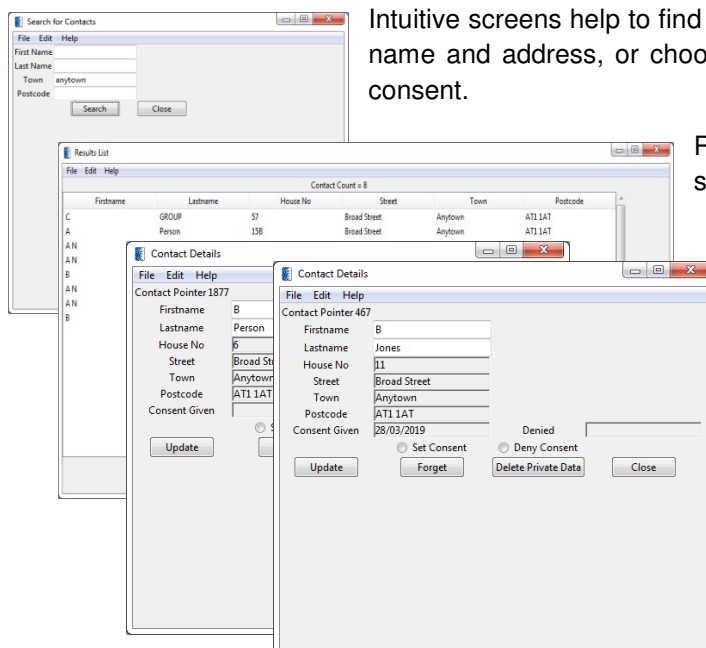 Search for Contacts
File Edit Help
First Name
Last Name
Town anytown
Postcode
Search Close
Intuitive screens help to find
name and address, or choo
consent.
F
s
Results List
File Edit Help
Contact Count = 8
Firstname Lastname House No Street Town Postcode
C GROUP 57 Broad Street Anytown AT1 1AT
A Person 15B Broad Street Anytown AT1 1AT
A N
A N
B
A N
A N
B
Contact Details
File Edit Help
Contact Pointer 1877
Firstname B
Lastname Person
House No 6
Street Broad St
Town Anytown
Postcode AT1 1AT
Consent Given
S
Update
Contact Details
File Edit Help
Contact Pointer 467
Firstname B
Lastname Jones
House No 11
Street Broad Street
Town Anytown
Postcode AT1 1AT
Consent Given 28/03/2019 Denied
Set Consent Deny Consent
Update Forget Delete Private Data Close